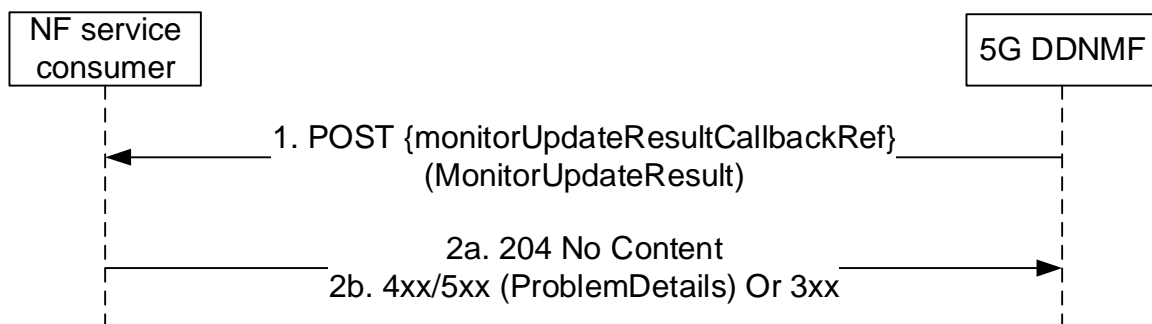 NF service
consumer
5G DDNMF
1. POST {monitorUpdateResultCallbackRef}
(MonitorUpdateResult)
2a. 204 No Content
2b. 4xx/5xx (ProblemDetails) Or 3xx